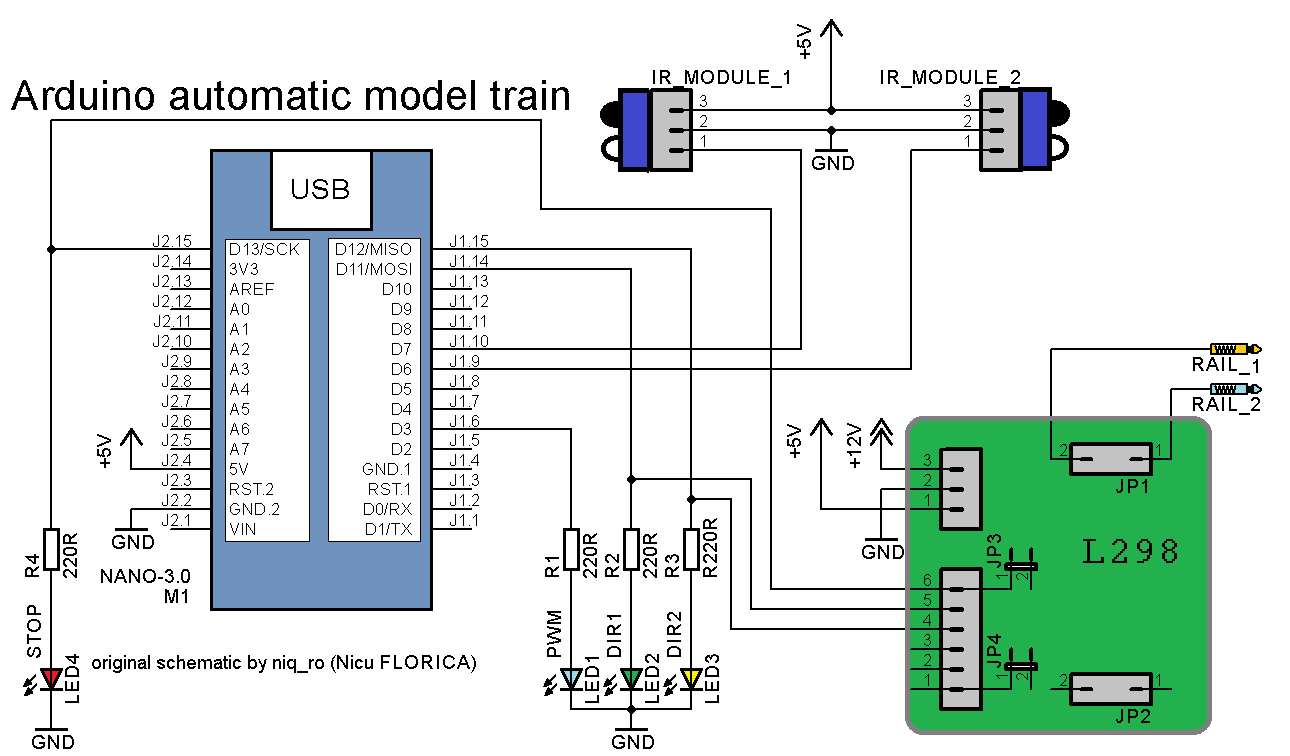 Arduino automatic model train
+5V
IR_MODULE_1
IR_MODULE_2
3
2
1
3
2
1
GND
USB
J2.15 D13/SCK D12/MISO J1.15
J2.14 3V3 D11/MOSI J1.14
J2.13 AREF D10 J1.13
J2.12 A0 D9 J1.12
J2.11 A1 D8 J1.11
J2.10 A2 D7 J1.10
J2.9 A3 D6 J1.9
J2.8 A4 D5 J1.8
J2.7 A5 D4 J1.7
J2.6 A6 D3 J1.6
J2.5 A7 D2 J1.5
J2.4 5V GND.1 J1.4
J2.3 RST.2 RST.1 J1.3
J2.2 GND.2 D0/RX J1.2
J2.1 VIN D1/TX J1.1
+5V
GND
NANO-3.0
M1
R4
220R
STOP
LED4
GND
original schematic by niq_ro (Nicu FLORICA)
R1
220R
R2
220R
R3
R220R
PWM
DIR1
DIR2
LED1
LED2
LED3
GND
RAIL_1
RAIL_2
+5V
+12V
GND
3
2
1
2
1
JP1
L298
JP3
1
2
6
5
4
3
2
1
JP4
1
2
2
1
JP2